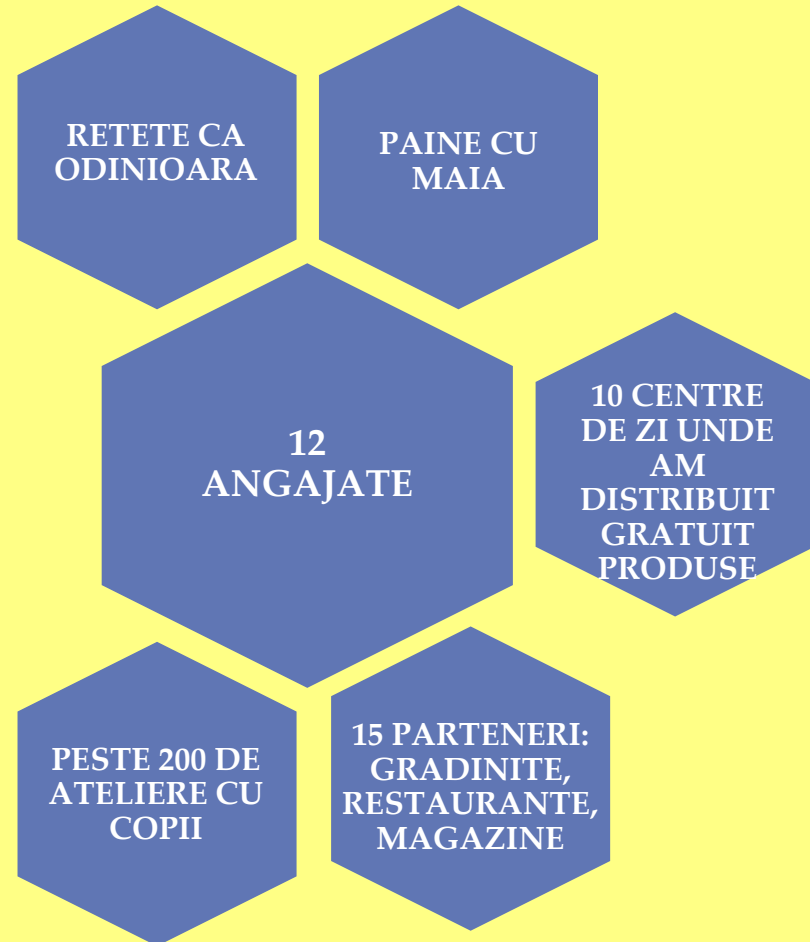 RETETE CA
ODINIOARA
PAINE CU
MAIA
12
ANGAJATE
10 CENTRE
DE ZI UNDE
AM
DISTRIBUIT
GRATUIT
PRODUSE
PESTE 200 DE
ATELIERE CU
COPII
15 PARTENERI:
GRADINITE,
RESTAURANTE,
MAGAZINE